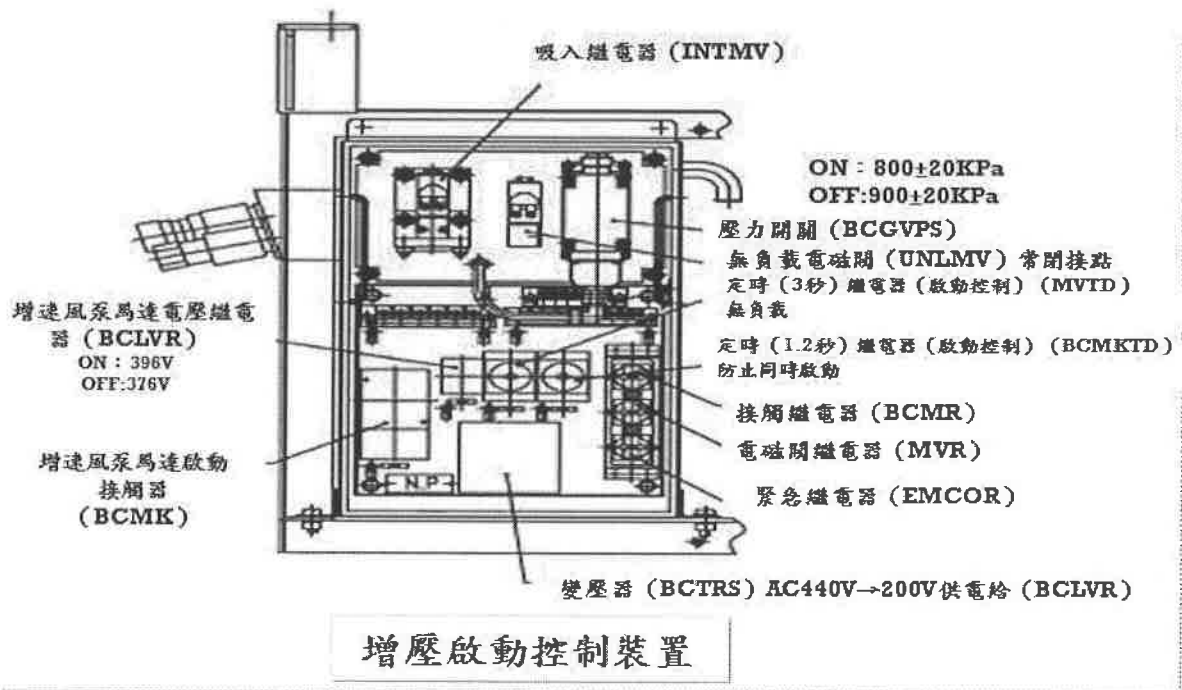 吸入繼電器 (INTMV)
ON：800±20KPa
OFF:900±20KPa
壓力開關 (BCGVPS)
無負載電磁閥 (UNLMV) 常閉接點
定時 (3秒) 繼電器 (啟動控制) (MVTD)
無負載
定時 (1.2秒) 繼電器 (啟動控制) (BCMKTD)
防止同時啟動
接觸繼電器 (BCMR)
電磁閥繼電器 (MVR)
緊急繼電器 (EMCOR)
增速風泵馬達電壓繼電
器 (BCLVR)
ON：396V
OFF:376V
增速風泵馬達啟動
接觸器
(BCMK)
N.P
變壓器 (BCTRS) AC440V→200V供電給 (BCLVR)
增壓啟動控制裝置